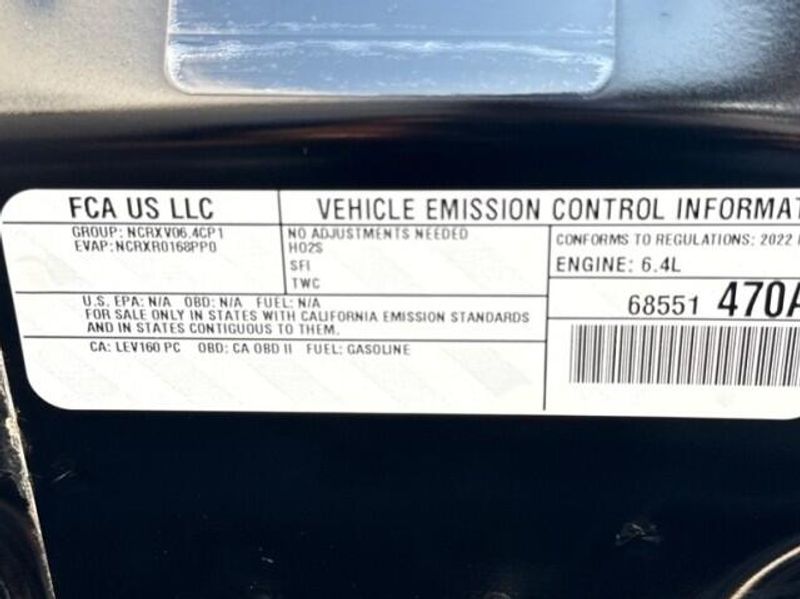 FCA US LLC
VEHICLE EMISSION CONTROL INFORMAT
GROUP: NCRXV06.4CP1
EVAP: NCRXR0168PP0
NO ADJUSTMENTS NEEDED
HO2S
SFI
TWC
CONFORMS TO REGULATIONS: 2022
ENGINE: 6.4L
U.S. EPA: N/A OBD: N/A FUEL: N/A
FOR SALE ONLY IN STATES WITH CALIFORNIA EMISSION STANDARDS
AND IN STATES CONTIGUOUS TO THEM.
68551 470A
CA: LEV160 PC OBD: CA OBD II FUEL: GASOLINE